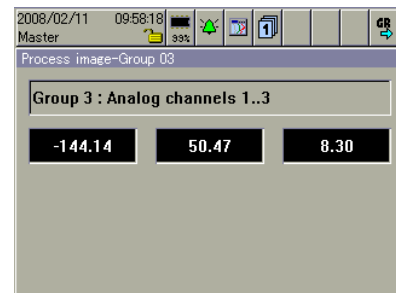 2008/02/11 09:58:18
Master 99% 1 GR
Process image-Group 03
Group 3 : Analog channels 1..3
-144.14 50.47 8.30